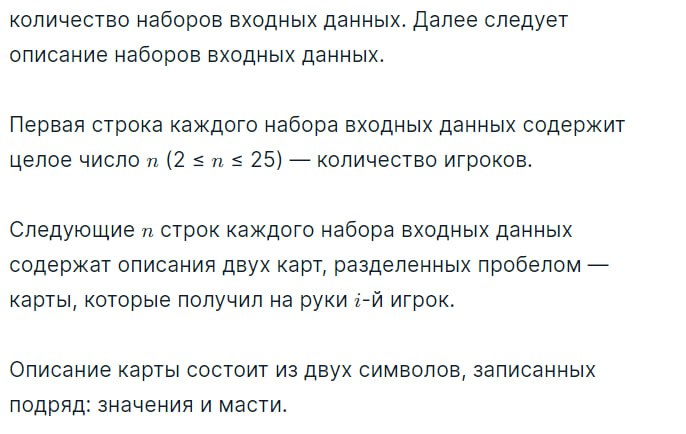 количество наборов входных данных. Далее следует
описание наборов входных данных.
Первая строка каждого набора входных данных содержит
целое число n (2 ≤ n ≤ 25) — количество игроков.
Следующие n строк каждого набора входных данных
содержат описания двух карт, разделенных пробелом —
карты, которые получил на руки i-й игрок.
Описание карты состоит из двух символов, записанных
подряд: значения и масти.